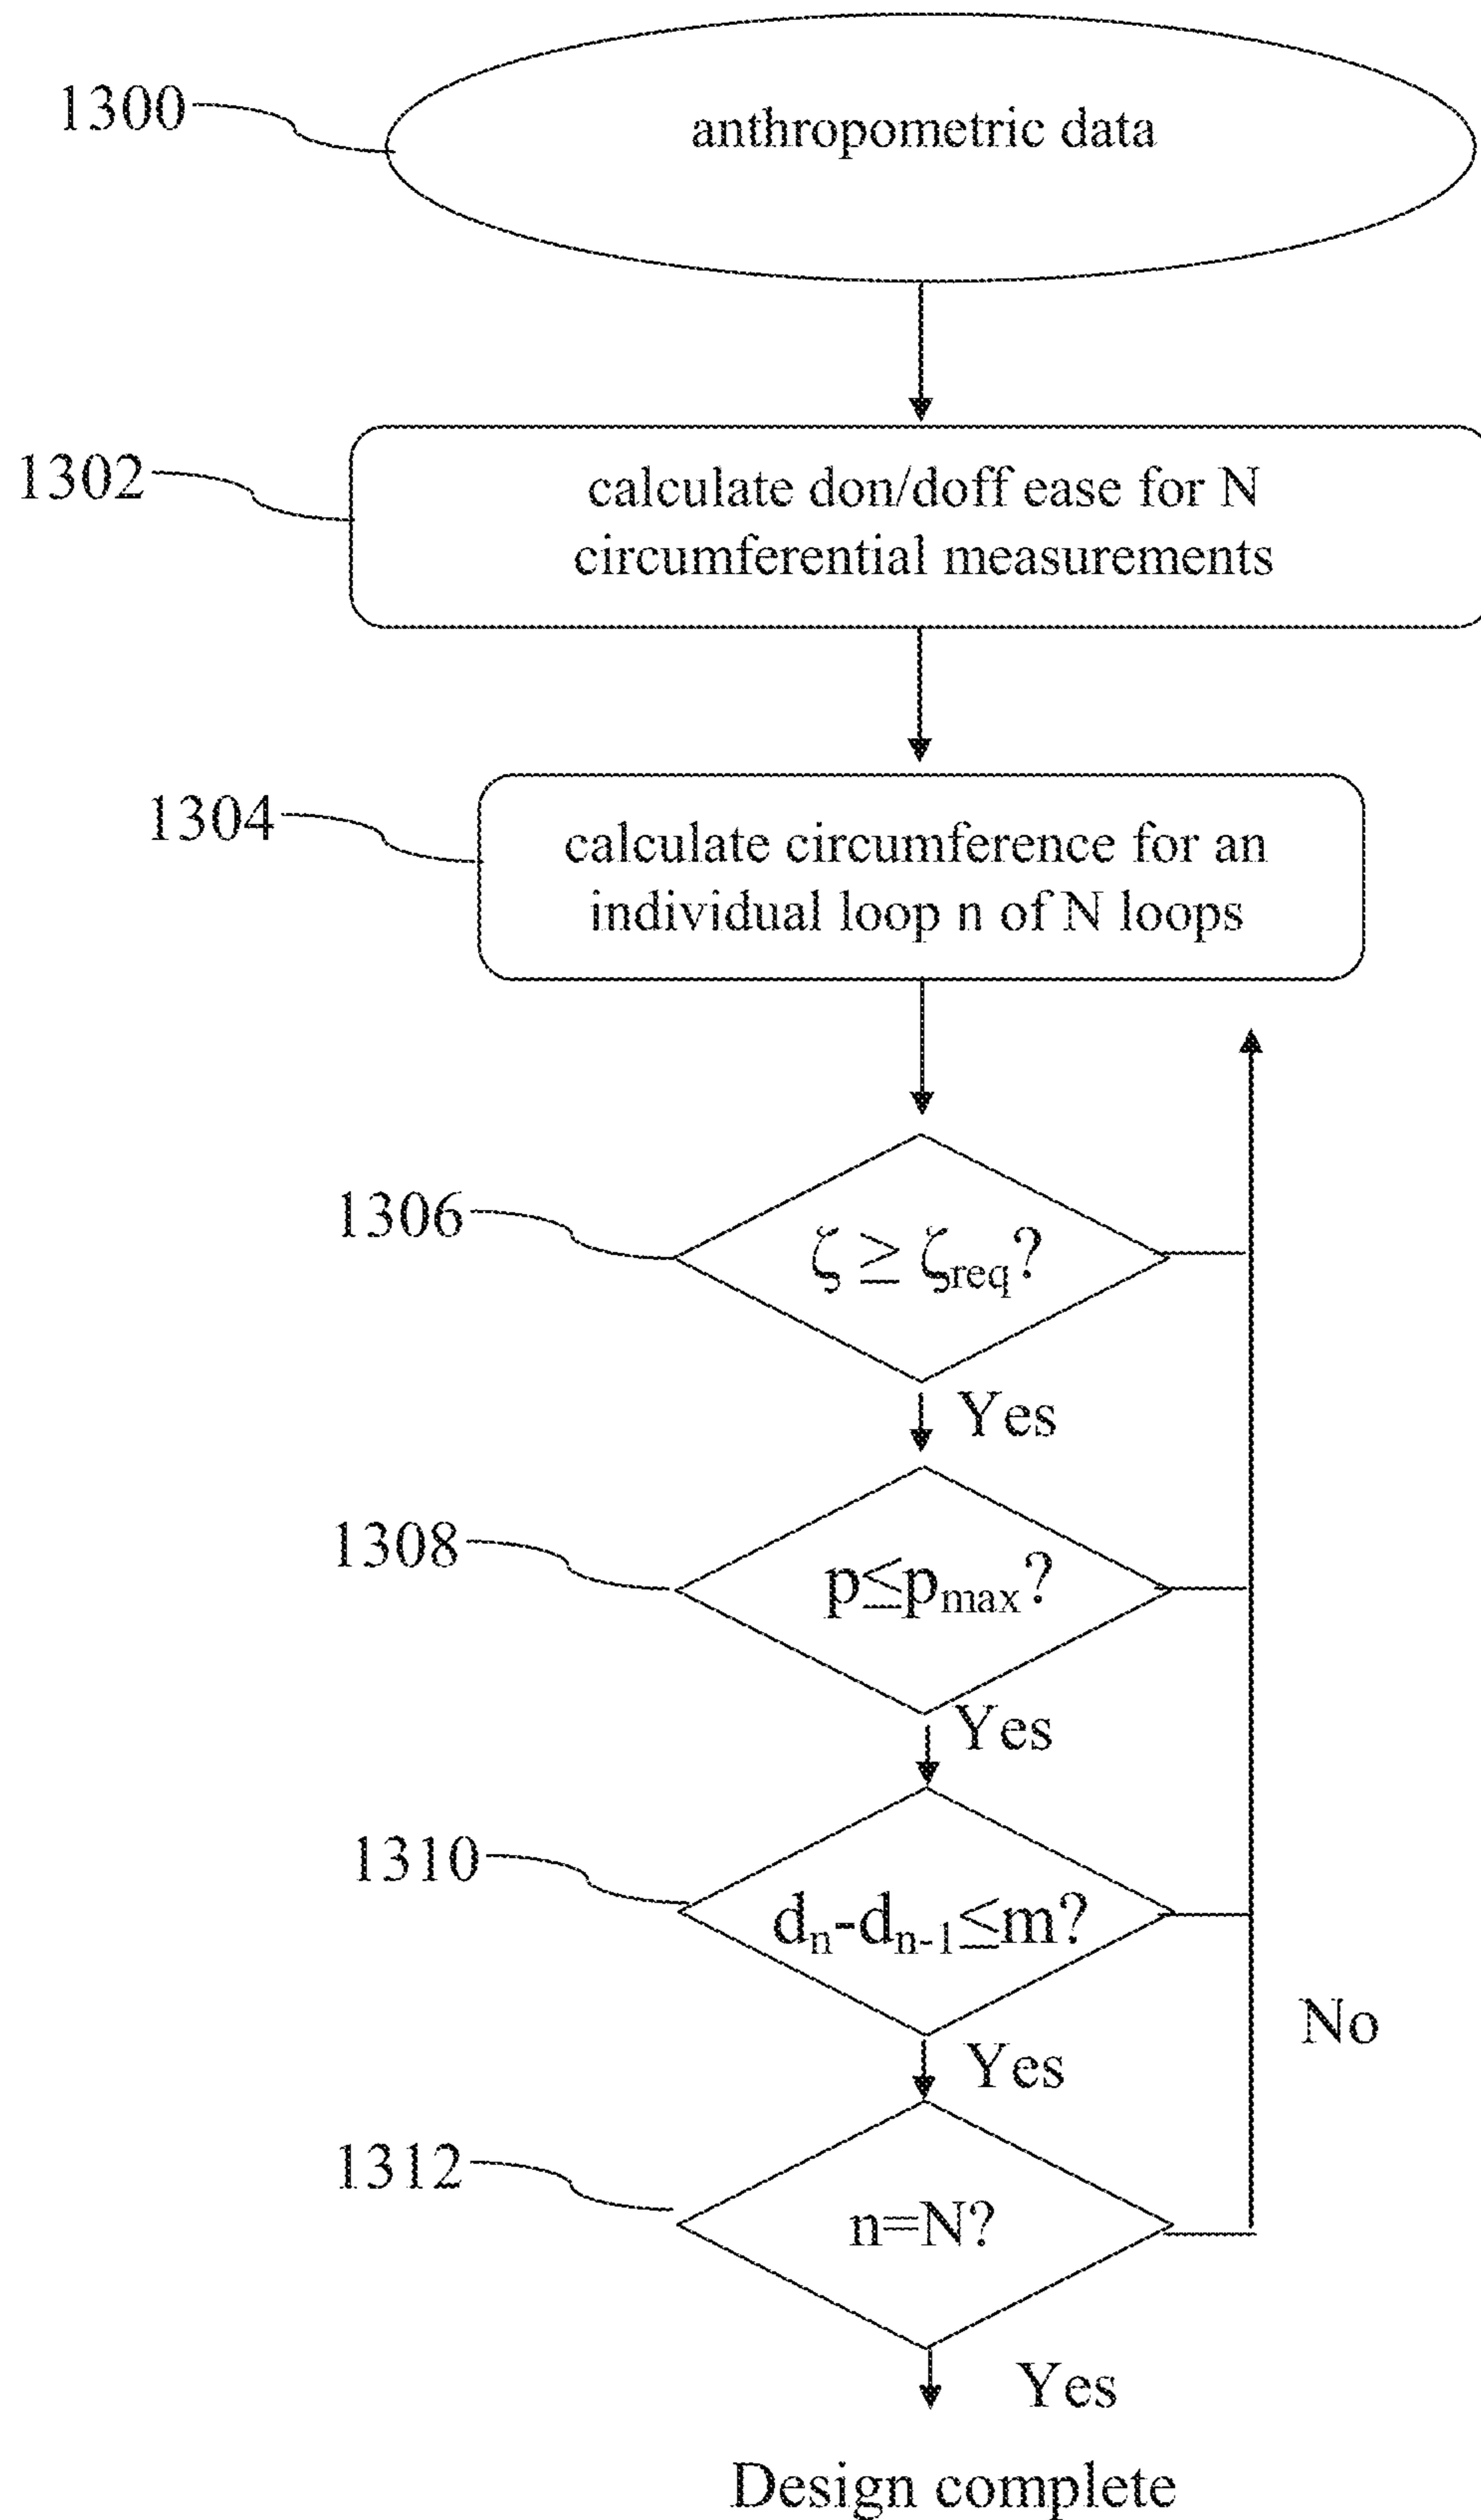 1300
anthropometric data
1302
calculate don/doff ease for N
circumferential measurements
1304
calculate circumference for an
individual loop n of N loops
1306
ζ ≥ ζreq?
Yes
1308
p≤pmax?
Yes
1310
dn-dn-1≤m?
No
Yes
1312
n=N?
Yes
Design complete